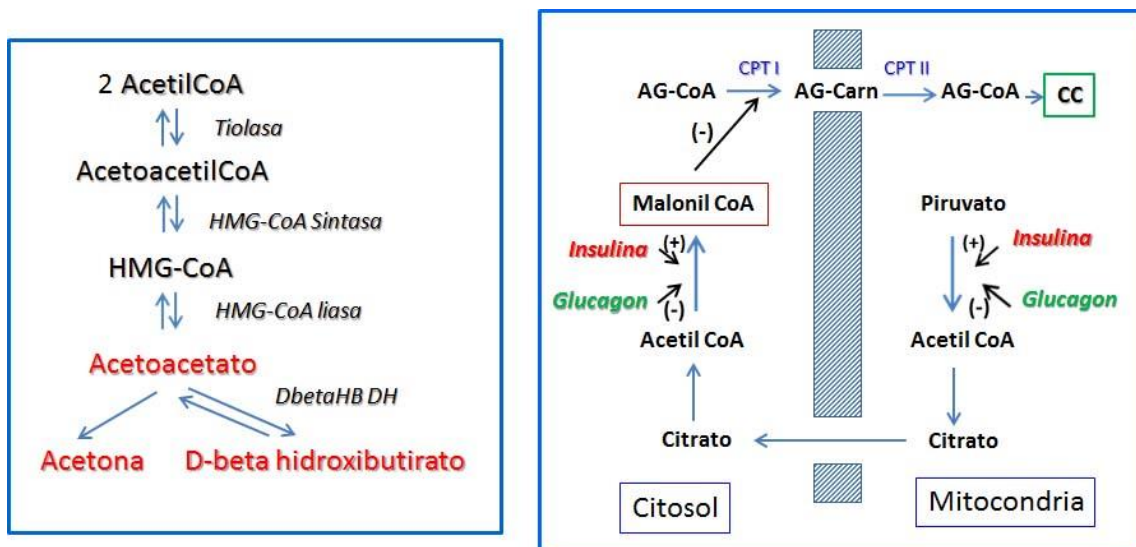 2 AcetilCoA
Tiolasa
AcetoacetilCoA
HMG-CoA Sintasa
HMG-CoA
HMG-CoA liasa
Acetoacetato
DbetaHB DH
Acetona D-beta hidroxibutirato
CPT I CPT II
AG-CoA AG-Carn AG-CoA CC
(-)
Malonil CoA Piruvato
Insulina (+) (+) Insulina
Glucagon (-) (-) Glucagon
Acetil CoA Acetil CoA
Citrato Citrato
Citosol Mitocondria